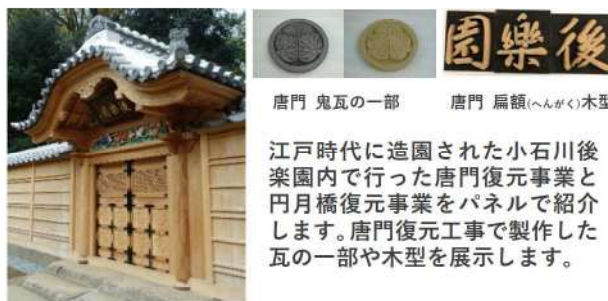 園樂後
唐門 鬼瓦の一部
唐門 扁額(へんがく)木型
江戸時代に造園された小石川後
楽園内で行った唐門復元事業と
円月橋復元事業をパネルで紹介
します。唐門復元工事で製作した
瓦の一部や木型を展示します。